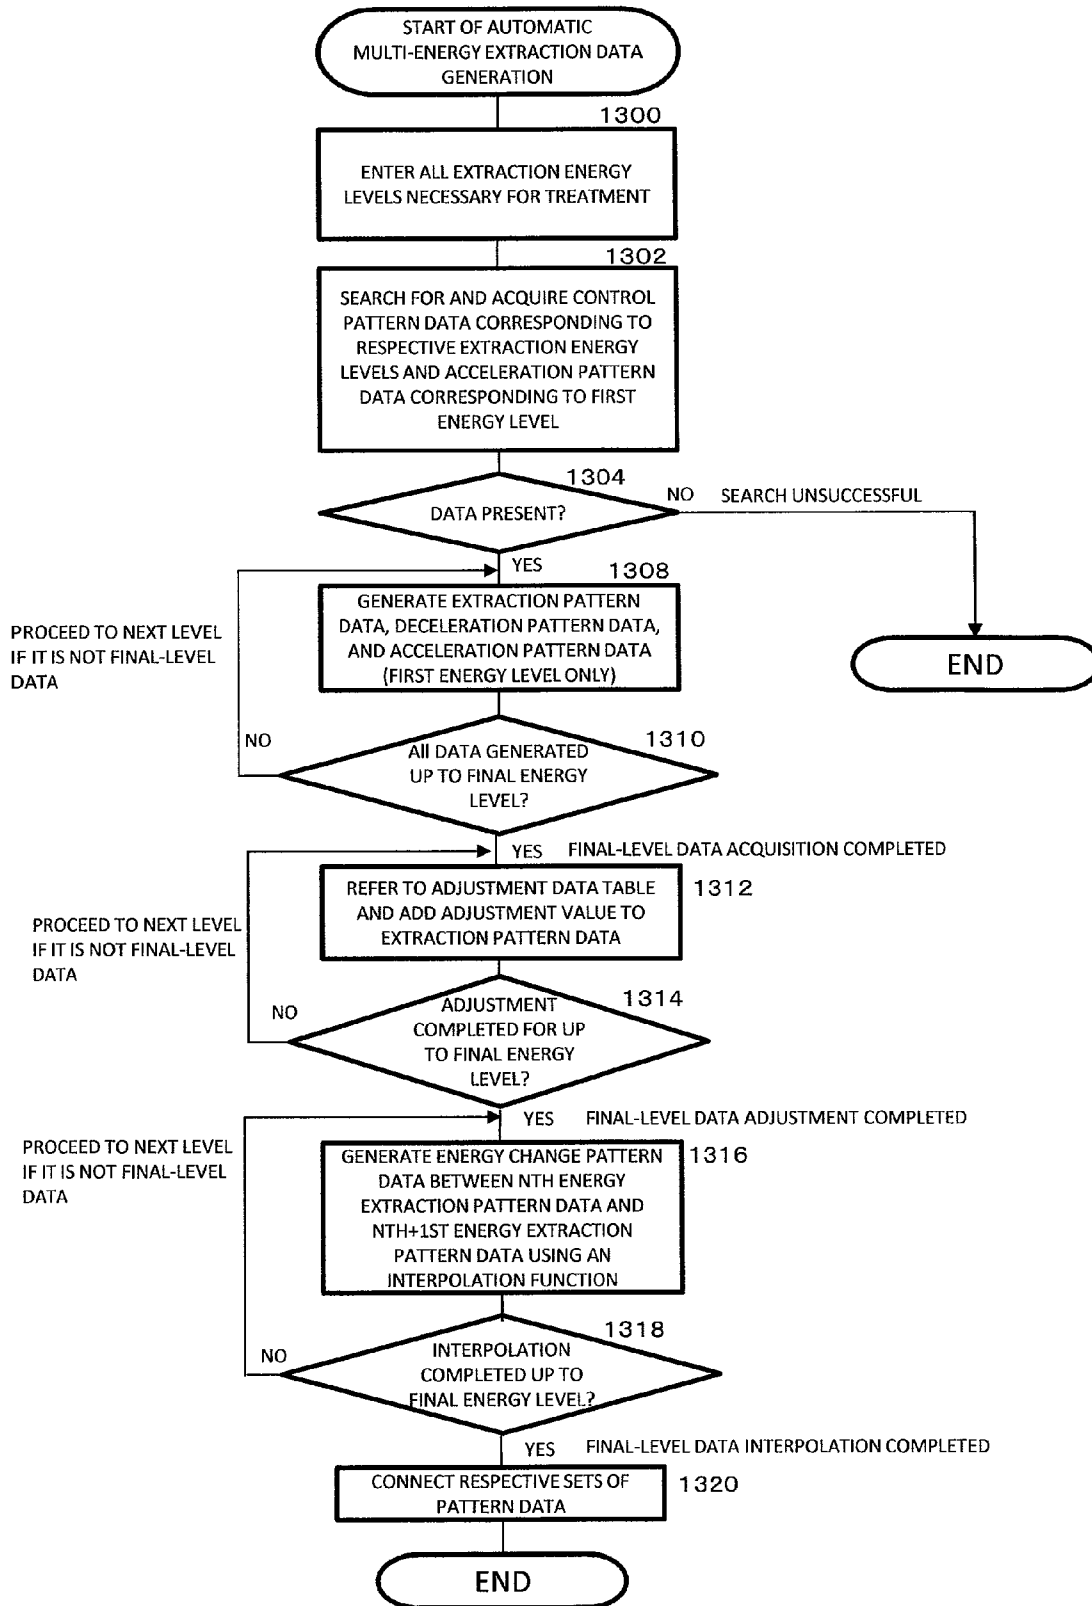 START OF AUTOMATIC
MULTI-ENERGY EXTRACTION DATA
GENERATION
1300
ENTER ALL EXTRACTION ENERGY
LEVELS NECESSARY FOR TREATMENT
1302
SEARCH FOR AND ACQUIRE CONTROL
PATTERN DATA CORRESPONDING TO
RESPECTIVE EXTRACTION ENERGY
LEVELS AND ACCELERATION PATTERN
DATA CORRESPONDING TO FIRST
ENERGY LEVEL
1304
DATA PRESENT?
NO SEARCH UNSUCCESSFUL
YES
END
1308
GENERATE EXTRACTION PATTERN
DATA, DECELERATION PATTERN DATA,
AND ACCELERATION PATTERN DATA
(FIRST ENERGY LEVEL ONLY)
PROCEED TO NEXT LEVEL
IF IT IS NOT FINAL-LEVEL
DATA
NO
1310
All DATA GENERATED
UP TO FINAL ENERGY
LEVEL?
YES FINAL-LEVEL DATA ACQUISITION COMPLETED
1312
REFER TO ADJUSTMENT DATA TABLE
AND ADD ADJUSTMENT VALUE TO
EXTRACTION PATTERN DATA
PROCEED TO NEXT LEVEL
IF IT IS NOT FINAL-LEVEL
DATA
NO
1314
ADJUSTMENT
COMPLETED FOR UP
TO FINAL ENERGY
LEVEL?
YES FINAL-LEVEL DATA ADJUSTMENT COMPLETED
PROCEED TO NEXT LEVEL
IF IT IS NOT FINAL-LEVEL
DATA
1316
GENERATE ENERGY CHANGE PATTERN
DATA BETWEEN NTH ENERGY
EXTRACTION PATTERN DATA AND
NTH+1ST ENERGY EXTRACTION
PATTERN DATA USING AN
INTERPOLATION FUNCTION
NO
1318
INTERPOLATION
COMPLETED UP TO
FINAL ENERGY LEVEL?
YES FINAL-LEVEL DATA INTERPOLATION COMPLETED
1320
CONNECT RESPECTIVE SETS OF
PATTERN DATA
END